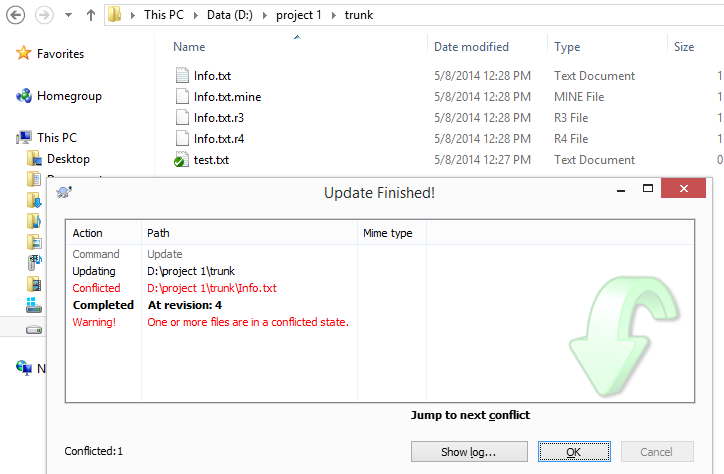 This PC
Data (D:)
project 1
trunk
Favorites
Homegroup
This PC
Desktop
Name
Date modified
Type
Size
Info.txt
5/8/2014 12:28 PM
Text Document
1
Info.txt.mine
5/8/2014 12:28 PM
MINE File
1
Info.txt.r3
5/8/2014 12:28 PM
R3 File
1
Info.txt.r4
5/8/2014 12:28 PM
R4 File
1
test.txt
5/8/2014 12:27 PM
Text Document
1
N
Update Finished!
Action
Path
Mime type
Command
Update
Updating
D:\project 1\trunk
Conflicted
D:\project 1\trunk\Info.txt
Completed
At revision: 4
Warning!
One or more files are in a conflicted state.
Jump to next conflict
Conflicted:1
Show log...
OK
Cancel